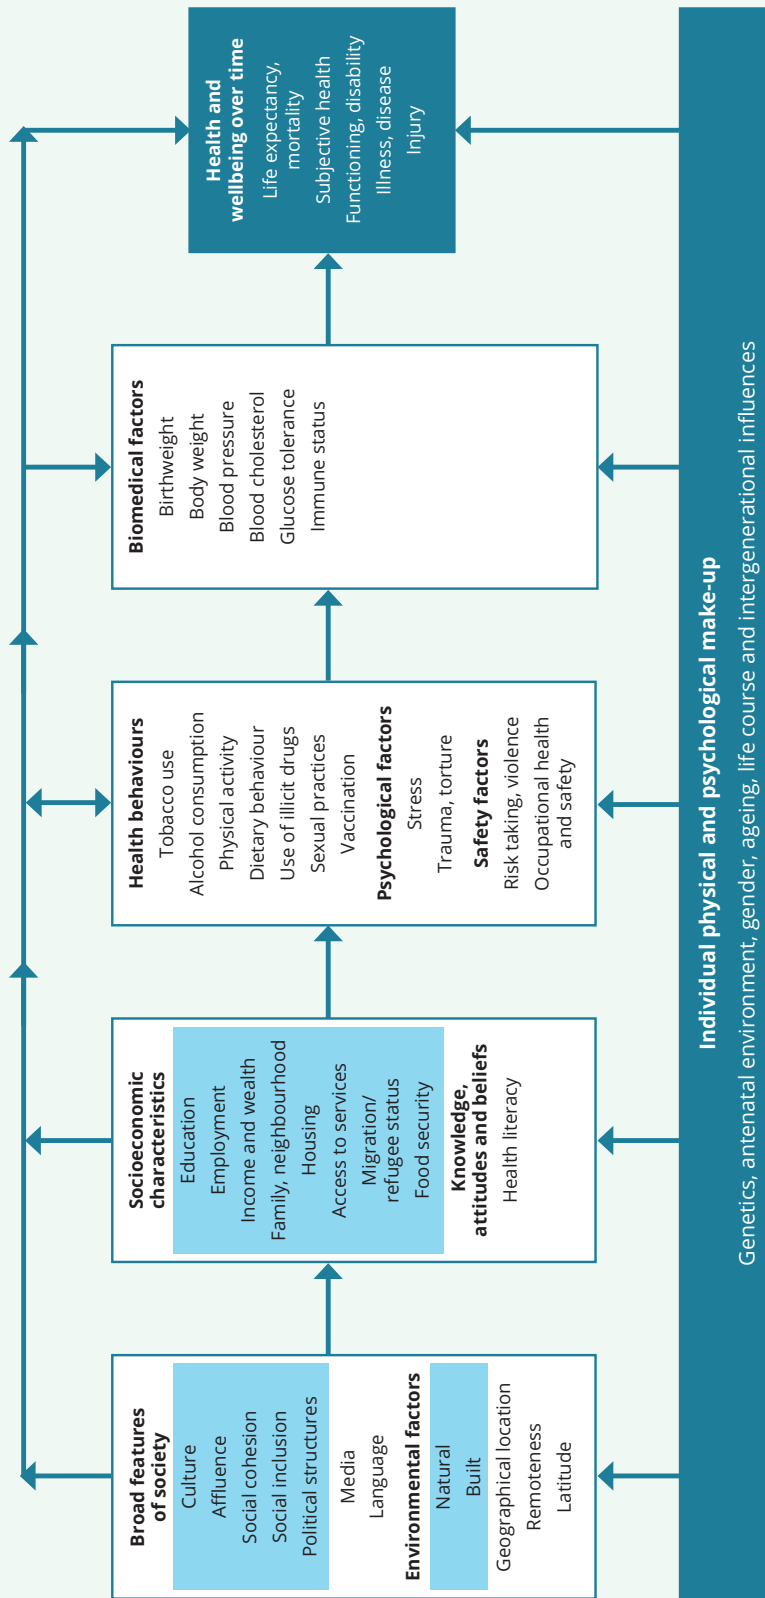 Broad features
of society
Culture
Affluence
Social cohesion
Social inclusion
Political structures
Media
Language
Environmental factors
Natural
Built
Geographical location
Remoteness
Latitude
Socioeconomic
characteristics
Education
Employment
Income and wealth
Family, neighbourhood
Housing
Access to services
Migration/
refugee status
Food security
Knowledge,
attitudes and beliefs
Health literacy
Health behaviours
Tobacco use
Alcohol consumption
Physical activity
Dietary behaviour
Use of illicit drugs
Sexual practices
Vaccination
Psychological factors
Stress
Trauma, torture
Safety factors
Risk taking, violence
Occupational health
and safety
Biomedical factors
Birthweight
Body weight
Blood pressure
Blood cholesterol
Glucose tolerance
Immune status
Health and
wellbeing over time
Life expectancy,
mortality
Subjective health
Functioning, disability
Illness, disease
Injury
Individual physical and psychological make-up
Genetics, antenatal environment, gender, ageing, life course and intergenerational influences